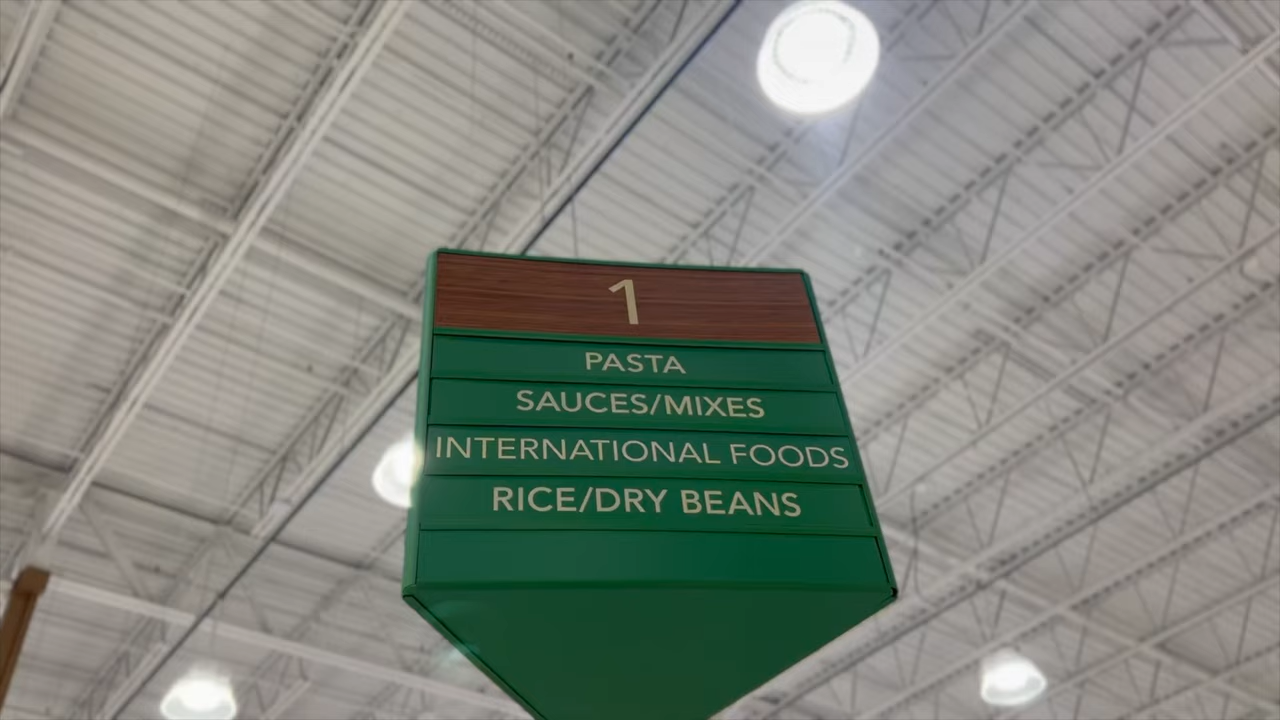 1
PASTA
SAUCES/MIXES
INTERNATIONAL FOODS
RICE/DRY BEANS